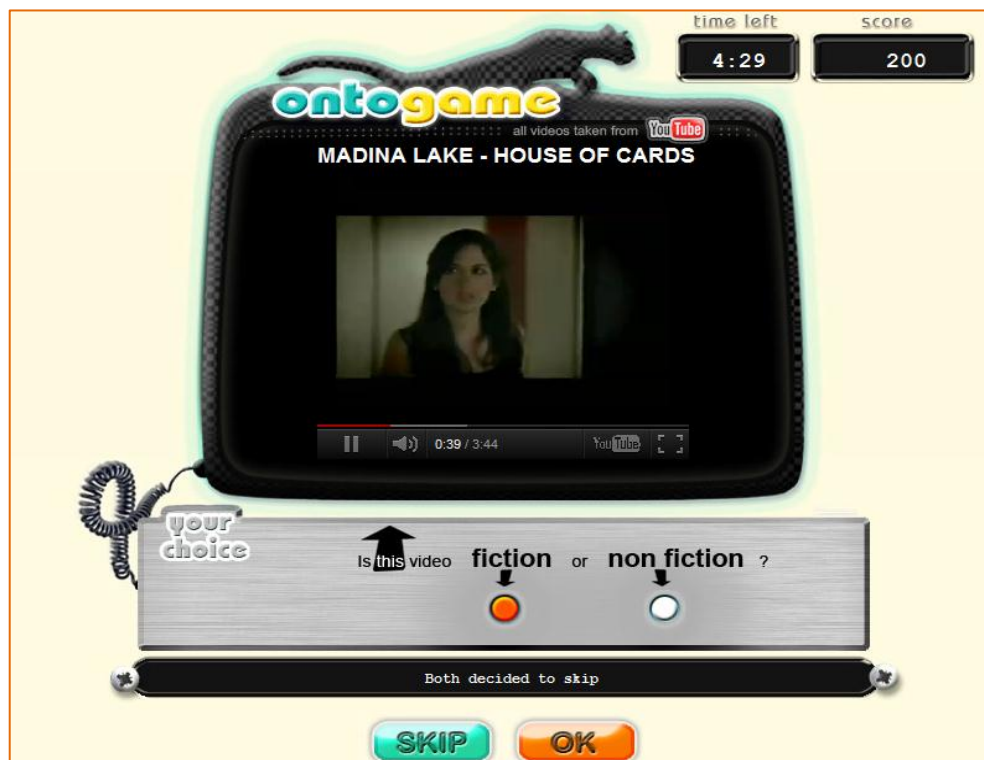 time left
score
4:29
200
ontogame
all videos taken from YouTube
MADINA LAKE - HOUSE OF CARDS
0:39 / 3:44
YouTube
your
choice
Is this video fiction or non fiction ?
Both decided to skip
SKIP
OK